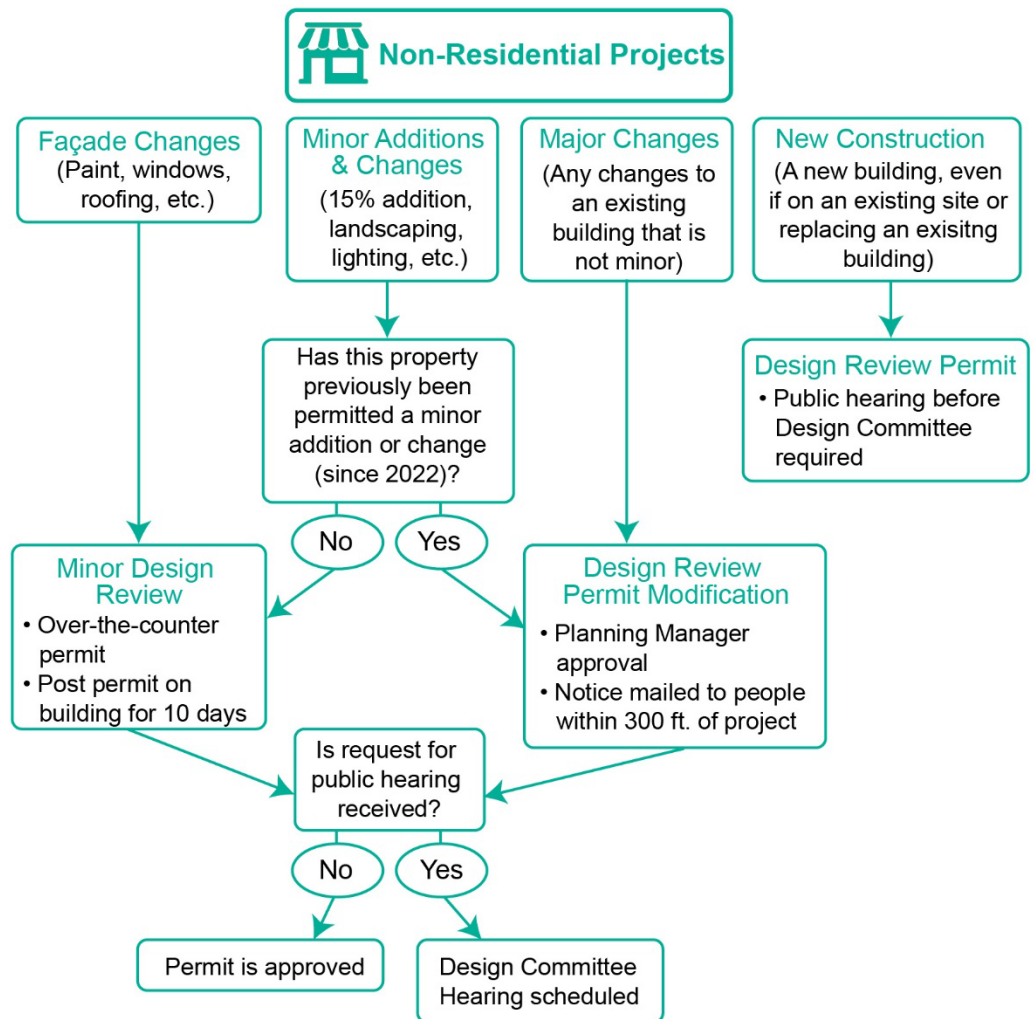 Non-Residential Projects
Façade Changes
(Paint, windows,
roofing, etc.)
Minor Additions
& Changes
(15% addition,
landscaping,
lighting, etc.)
Major Changes
(Any changes to
an existing
building that is
not minor)
New Construction
(A new building, even
if on an existing site or
replacing an exisitng
building)
Has this property
previously been
permitted a minor
addition or change
(since 2022)?
Design Review Permit
• Public hearing before
Design Committee
required
No
Yes
Minor Design
Review
• Over-the-counter
permit
• Post permit on
building for 10 days
Design Review
Permit Modification
• Planning Manager
approval
• Notice mailed to people
within 300 ft. of project
Is request for
public hearing
received?
No
Yes
Permit is approved
Design Committee
Hearing scheduled